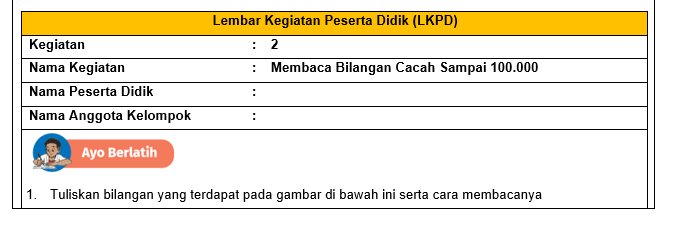 Lembar Kegiatan Peserta Didik (LKPD)
Kegiatan : 2
Nama Kegiatan : Membaca Bilangan Cacah Sampai 100.000
Nama Peserta Didik :
Nama Anggota Kelompok :
Ayo Berlatih
1. Tuliskan bilangan yang terdapat pada gambar di bawah ini serta cara membacanya